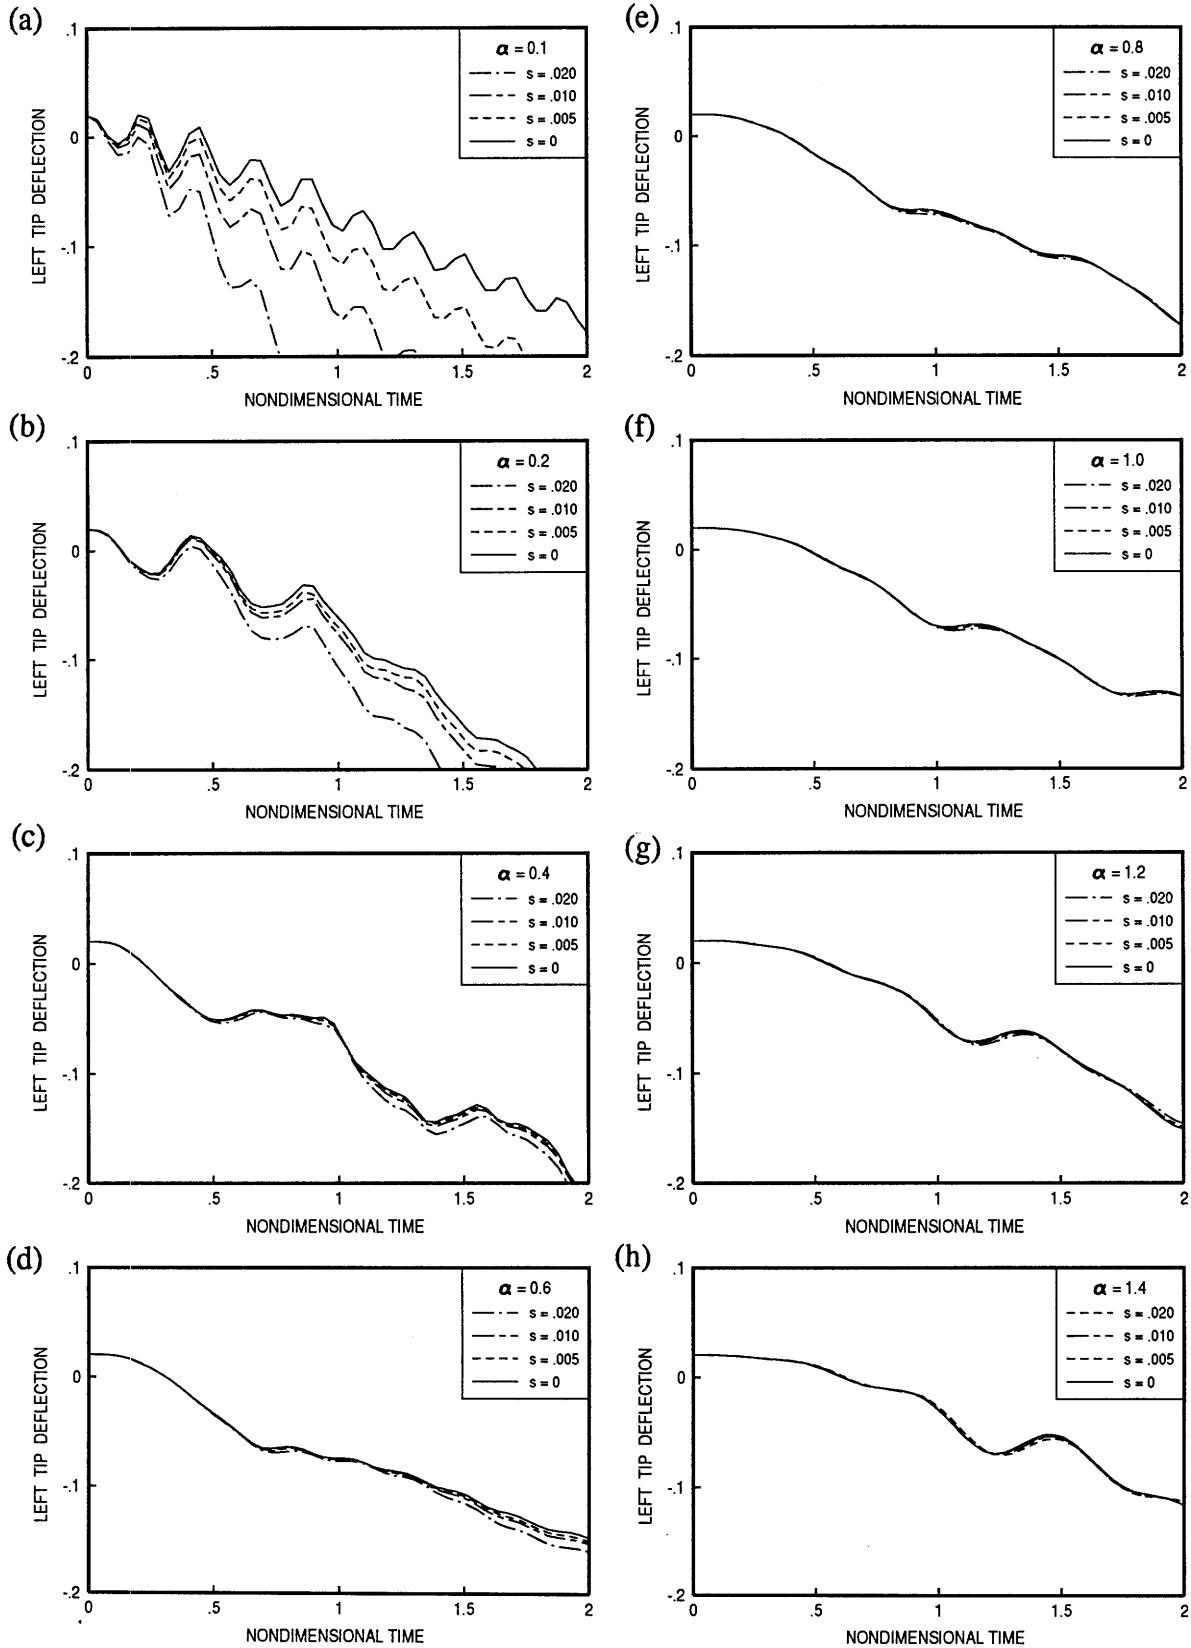 (a)
.1
0
-.1
-.2
LEFT TIP DEFLECTION
α = 0.1
s = .020
s = .010
s = .005
s = 0
0 .5 1 1.5 2
NONDIMENSIONAL TIME
(b)
.1
0
-.1
-.2
LEFT TIP DEFLECTION
α = 0.2
s = .020
s = .010
s = .005
s = 0
0 .5 1 1.5 2
NONDIMENSIONAL TIME
(c)
.1
0
-.1
-.2
LEFT TIP DEFLECTION
α = 0.4
s = .020
s = .010
s = .005
s = 0
0 .5 1 1.5 2
NONDIMENSIONAL TIME
(d)
.1
0
-.1
-.2
LEFT TIP DEFLECTION
α = 0.6
s = .020
s = .010
s = .005
s = 0
0 .5 1 1.5 2
NONDIMENSIONAL TIME
(e)
.1
0
-.1
-.2
LEFT TIP DEFLECTION
α = 0.8
s = .020
s = .010
s = .005
s = 0
0 .5 1 1.5 2
NONDIMENSIONAL TIME
(f)
.1
0
-.1
-.2
LEFT TIP DEFLECTION
α = 1.0
s = .020
s = .010
s = .005
s = 0
0 .5 1 1.5 2
NONDIMENSIONAL TIME
(g)
.1
0
-.1
-.2
LEFT TIP DEFLECTION
α = 1.2
s = .020
s = .010
s = .005
s = 0
0 .5 1 1.5 2
NONDIMENSIONAL TIME
(h)
.1
0
-.1
-.2
LEFT TIP DEFLECTION
α = 1.4
s = .020
s = .010
s = .005
s = 0
0 .5 1 1.5 2
NONDIMENSIONAL TIME